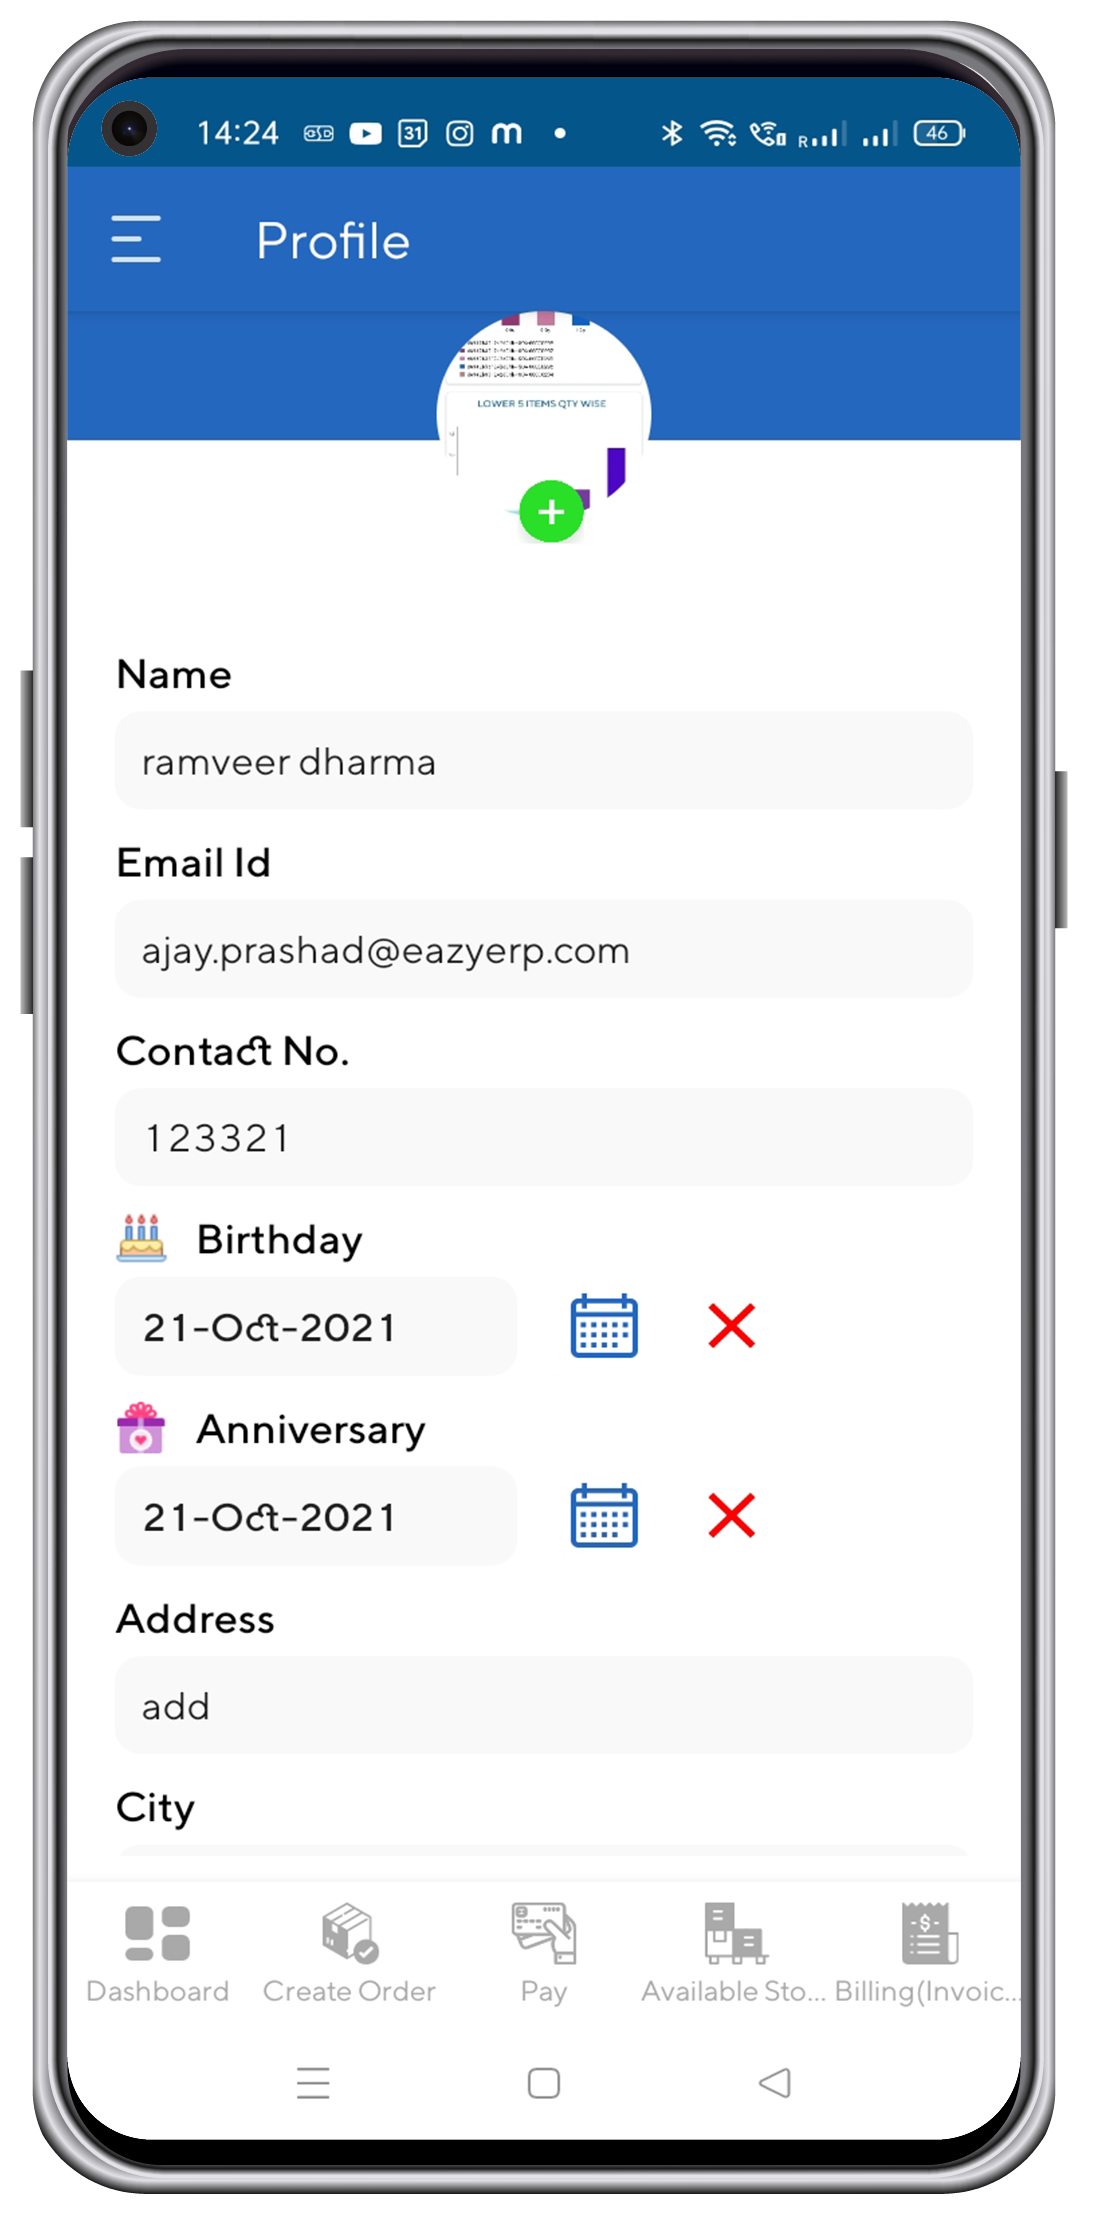 14:24
31
R
46
Profile
LOWER 5 ITEMS QTY WISE
Name
ramveer dharma
Email Id
ajay.prashad@eazyerp.com
Contact No.
123321
Birthday
21-Oct-2021
Anniversary
21-Oct-2021
Address
add
City
Dashboard
Create Order
Pay
Available Sto...
Billing(Invoic...